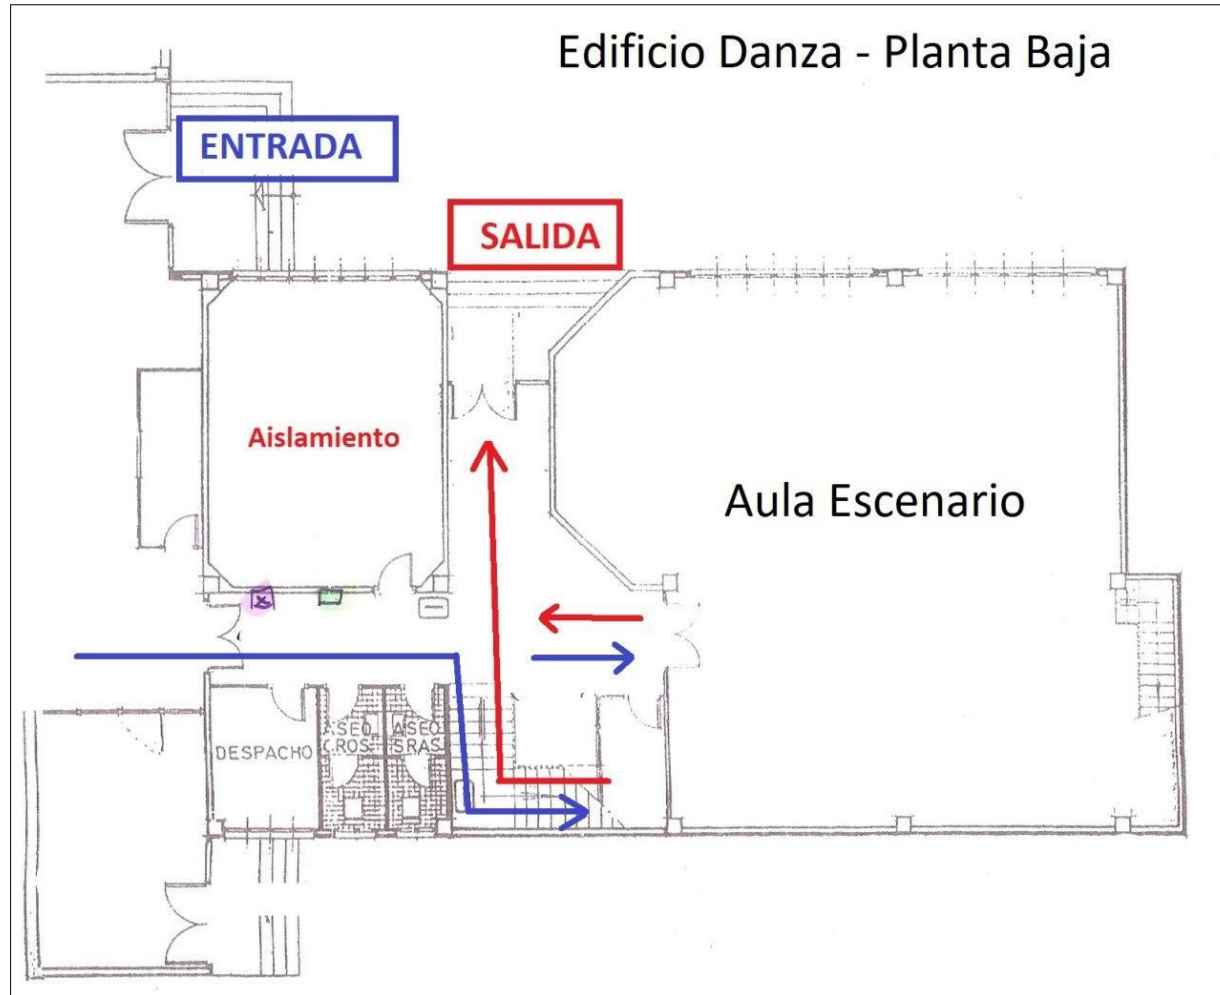 Edificio Danza - Planta Baja
ENTRADA
SALIDA
Aislamiento
Aula Escenario
DESPACHO
ASEO
CROS
ASEO
SRAS